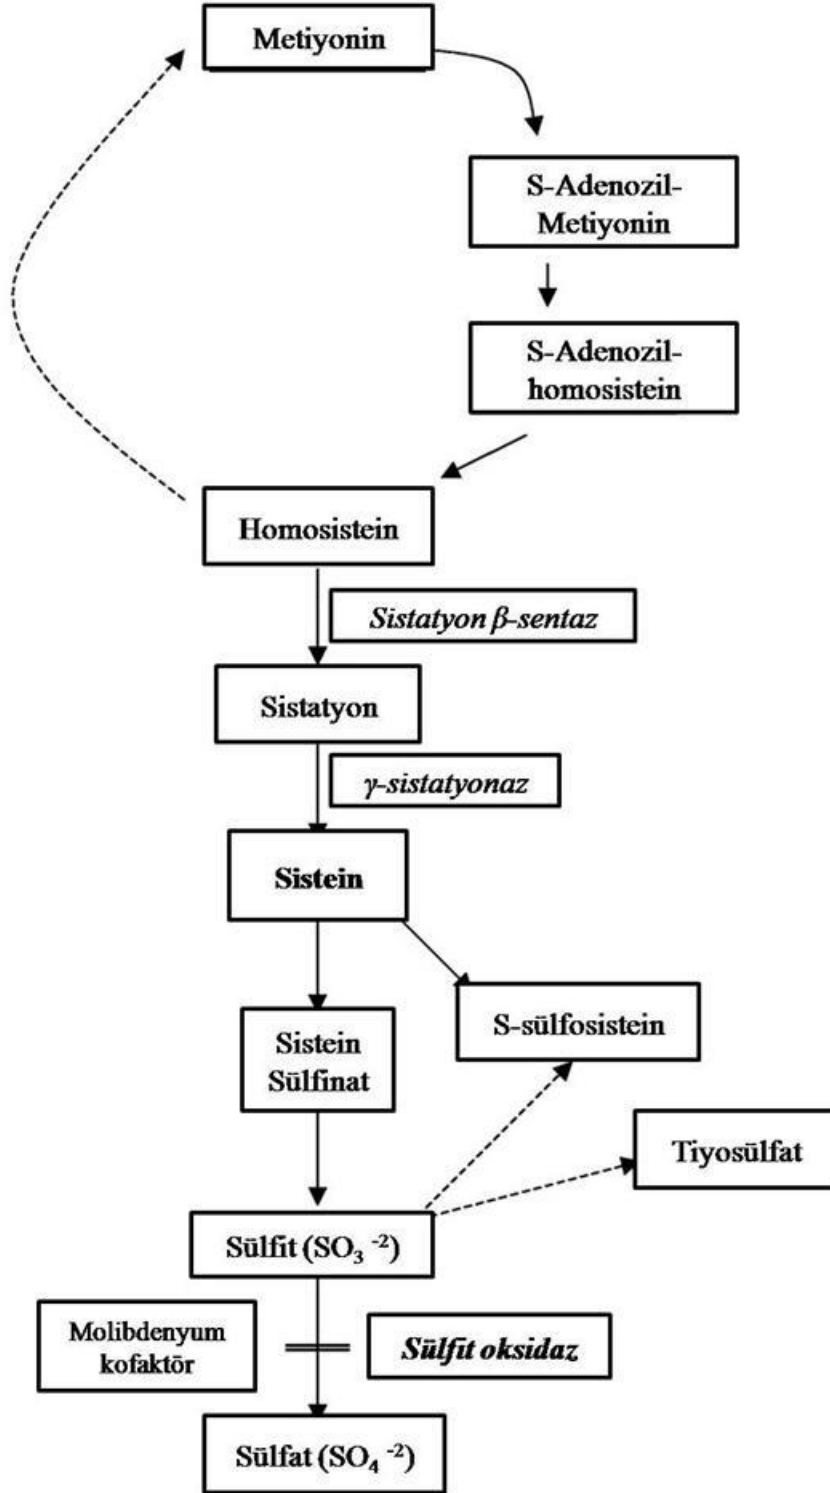 Metiyonin
S-Adenozil-
Metiyonin
S-Adenozil-
homosistein
Homosistein
Sistatyon β-sentaz
Sistatyon
γ-sistatyonaz
Sistein
S-sülfosistein
Sistein
Sülfinat
Tiyosülfat
Sülfit (SO₃ ⁻²)
Molibdenyum
kofaktör
Sülfit oksidaz
Sülfat (SO₄ ⁻²)